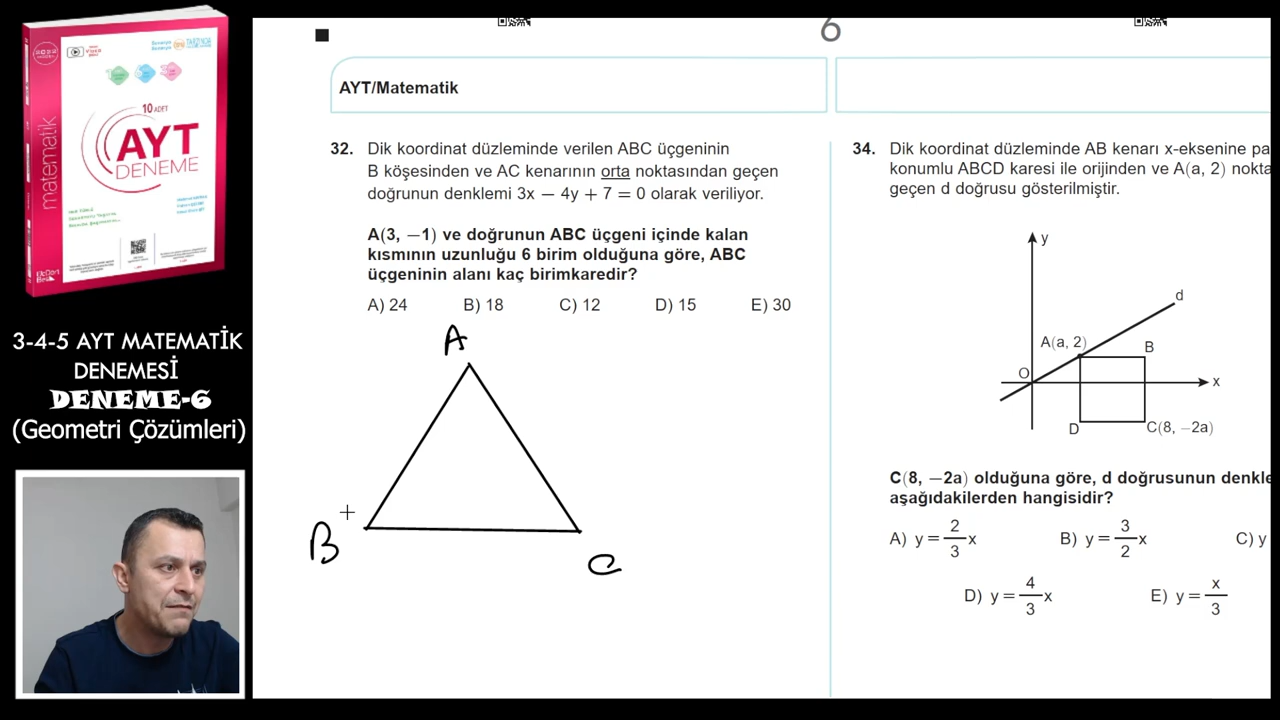 2022
VİDEO
matematik
10 ADET
AYT
DENEME
3-4-5 AYT MATEMATİK
DENEMESİ
DENEME-6
(Geometri Çözümleri)
6
AYT/Matematik
32. Dik koordinat düzleminde verilen ABC üçgeninin
B köşesinden ve AC kenarının orta noktasından geçen
doğrunun denklemi 3x − 4y + 7 = 0 olarak veriliyor.
A(3, −1) ve doğrunun ABC üçgeni içinde kalan
kısmının uzunluğu 6 birim olduğuna göre, ABC
üçgeninin alanı kaç birimkaredir?
A) 24 B) 18 C) 12 D) 15 E) 30
A
B
C
34. Dik koordinat düzleminde AB kenarı x-eksenine pa
konumlu ABCD karesi ile orijinden ve A(a, 2) nokta
geçen d doğrusu gösterilmiştir.
y
d
A(a, 2)
B
O
x
D
C(8, −2a)
C(8, −2a) olduğuna göre, d doğrusunun denkle
aşağıdakilerden hangisidir?
A) y = 2/3 x B) y = 3/2 x C) y
D) y = 4/3 x E) y = x/3